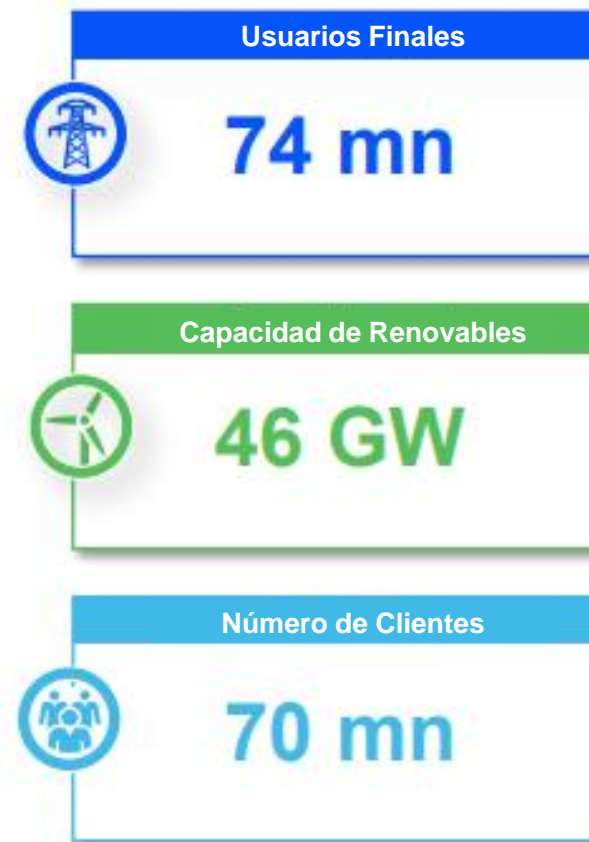 Usuarios Finales
74 mn
Capacidad de Renovables
46 GW
Número de Clientes
70 mn